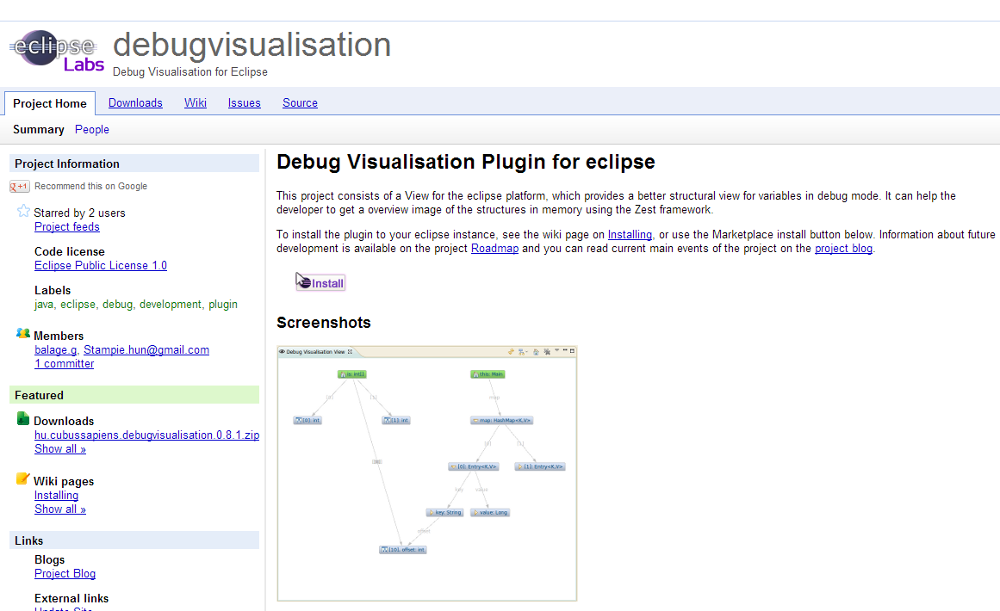 eclipse
Labs
debugvisualisation
Debug Visualisation for Eclipse
Project Home Downloads Wiki Issues Source
Summary People
Project Information
+1 Recommend this on Google
Starred by 2 users
Project feeds
Code license
Eclipse Public License 1.0
Labels
java, eclipse, debug, development, plugin
Members
balage.g, Stampie.hun@gmail.com
1 committer
Featured
Downloads
hu.cubussapiens.debugvisualisation.0.8.1.zip
Show all »
Wiki pages
Installing
Show all »
Links
Blogs
Project Blog
External links
Update Site
Debug Visualisation Plugin for eclipse
This project consists of a View for the eclipse platform, which provides a better structural view for variables in debug mode. It can help the
developer to get a overview image of the structures in memory using the Zest framework.
To install the plugin to your eclipse instance, see the wiki page on Installing, or use the Marketplace install button below. Information about future
development is available on the project Roadmap and you can read current main events of the project on the project blog.
Install
Screenshots
Debug Visualisation View
is: int[]
this: Main
[0]
[1]
map
[0]: int
[1]: int
map: HashMap<K,V>
[0]
[1]
[0]: Entry<K,V>
[1]: Entry<K,V>
key
value
key: String
value: Long
offset
[10], offset: int